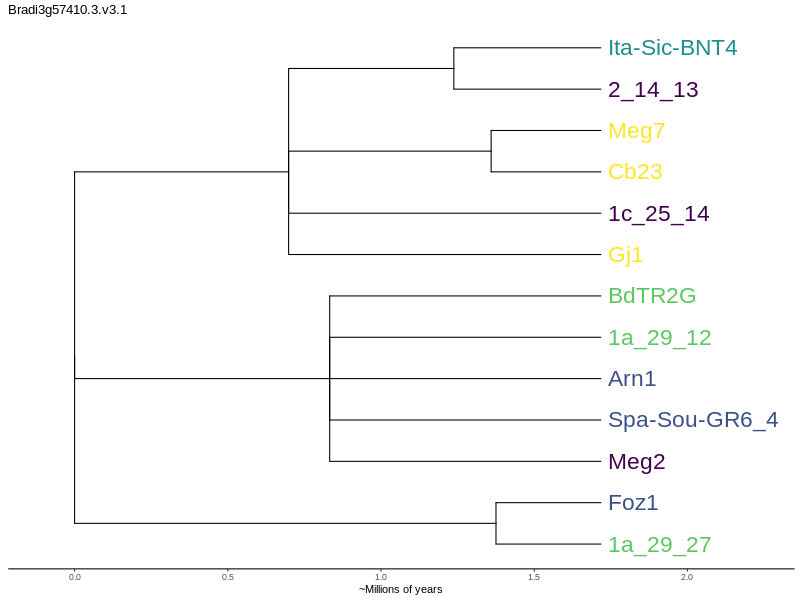 Bradi3g57410.3.v3.1
Ita-Sic-BNT4
2_14_13
Meg7
Cb23
1c_25_14
Gj1
BdTR2G
1a_29_12
Arn1
Spa-Sou-GR6_4
Meg2
Foz1
1a_29_27
0.0 0.5 1.0 1.5 2.0
~Millions of years